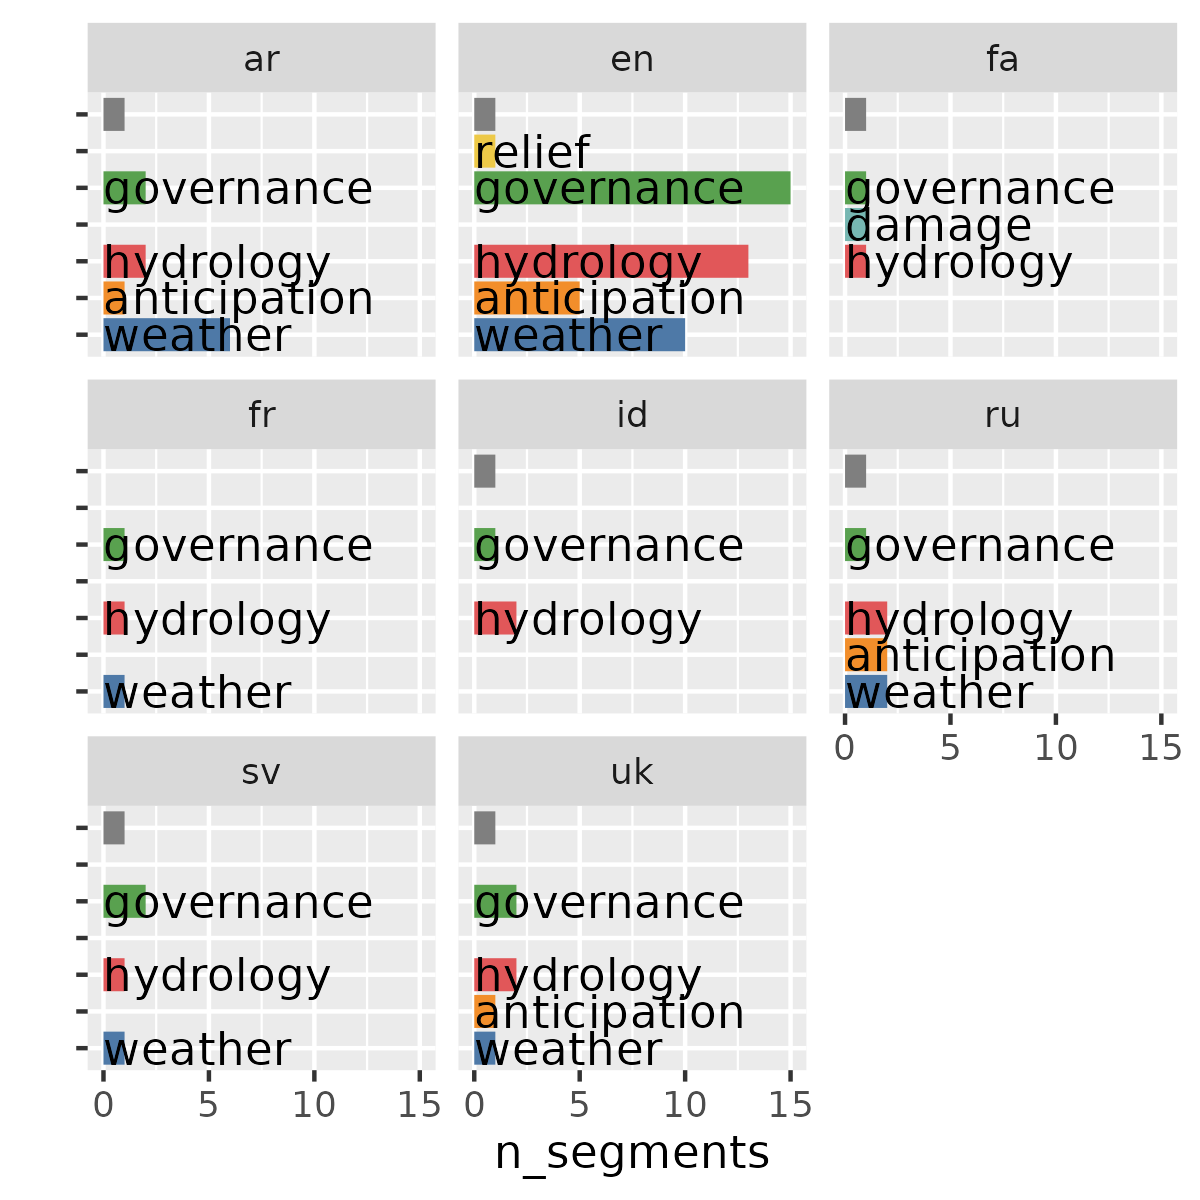 ar
en
fa
governance
hydrology
anticipation
weather
relief
governance
hydrology
anticipation
weather
governance
damage
hydrology
fr
id
ru
governance
hydrology
weather
governance
hydrology
governance
hydrology
anticipation
weather
0 5 10 15
sv
uk
governance
hydrology
weather
governance
hydrology
anticipation
weather
0 5 10 15
0 5 10 15
n_segments